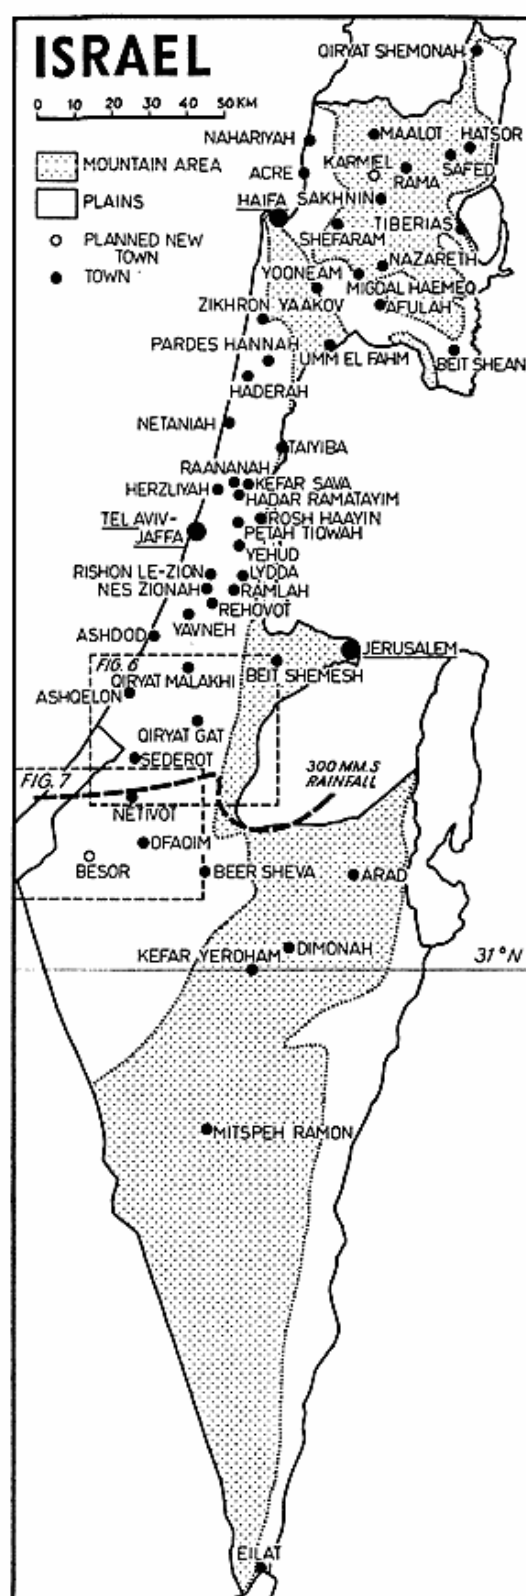 ISRAEL
0 10 20 30 40 50 KM
MOUNTAIN AREA
PLAINS
PLANNED NEW
TOWN
TOWN
QIRYAT SHEMONAH
NAHARIYAH
MAALOT
HATSOR
ACRE
KARMIEL
SAFED
RAMA
HAIFA
SAKHNIN
SHEFARAM
TIBERIAS
NAZARETH
YOQNEAM
MIGDAL HAEMEQ
ZIKHRON YAAKOV
AFULAH
PARDES HANNAH
UMM EL FAHM
BEIT SHEAN
HADERAH
NETANIAH
TAIYIBA
RAANANAH
KEFAR SAVA
HERZLIYAH
HADAR RAMATAYIM
ROSH HAAYIN
TEL AVIV-
JAFFA
PETAH TIQWAH
YEHUD
RISHON LE-ZION
LYDDA
NES ZIONAH
RAMLAH
REHOVOT
YAVNEH
ASHDOD
JERUSALEM
FIG. 6
QIRYAT MALAKHI
BEIT SHEMESH
ASHQELON
QIRYAT GAT
SEDEROT
FIG. 7
300 MM.S
RAINFALL
NETIVOT
OFAQIM
BESOR
BEER SHEVA
ARAD
DIMONAH
KEFAR YEROHAM
31° N
MITSPEH RAMON
EILAT